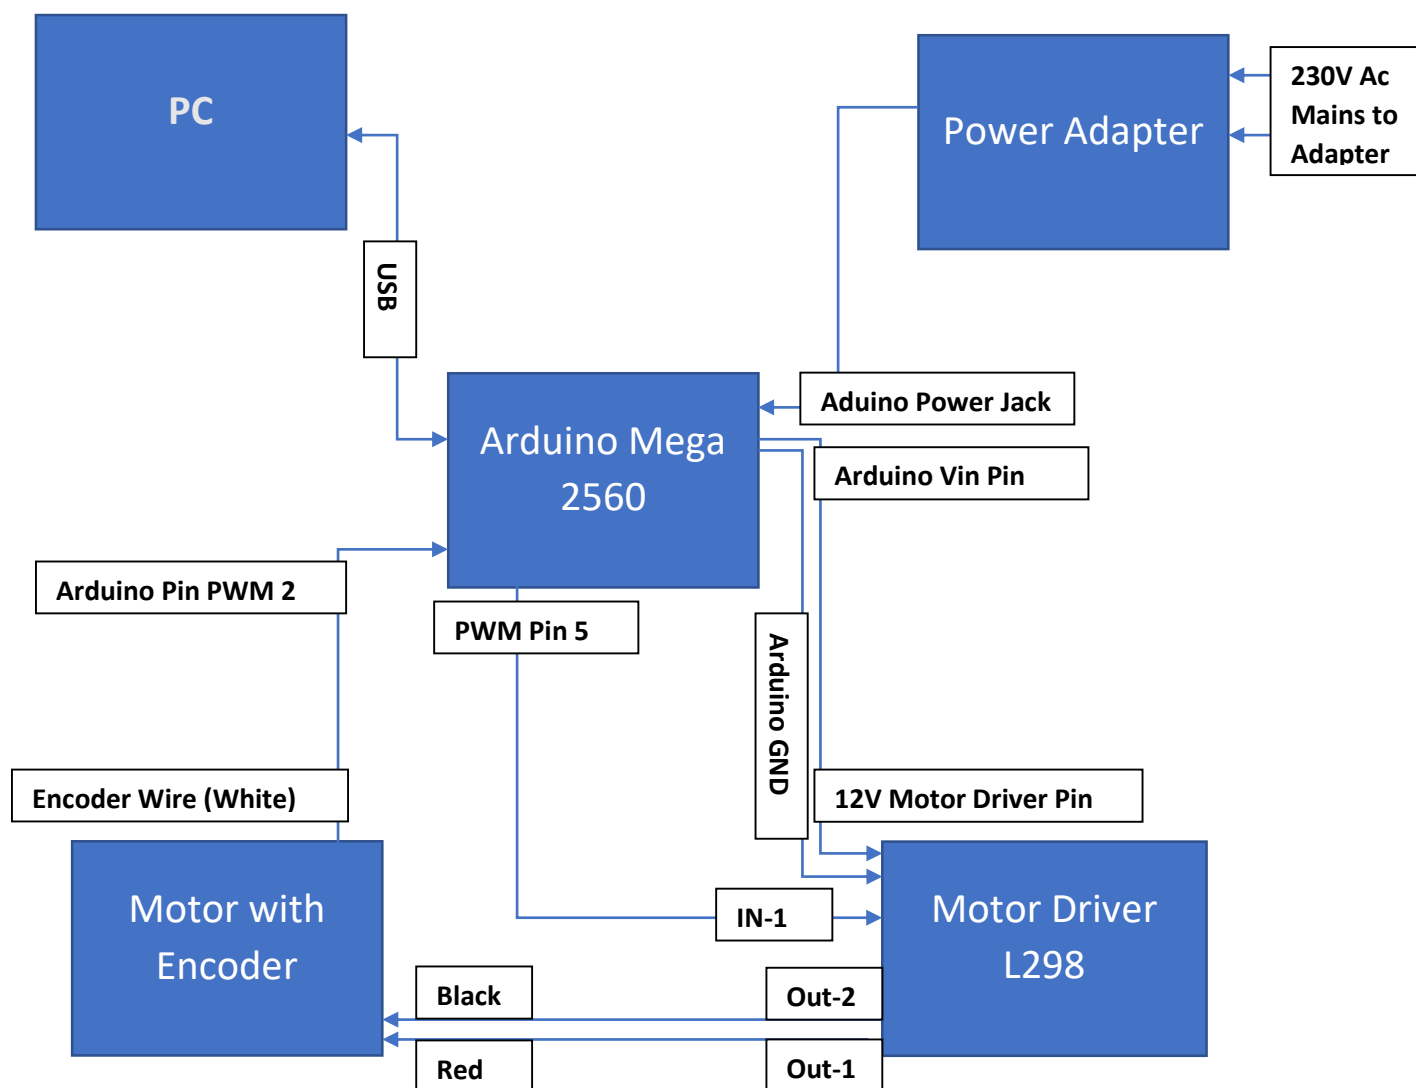 PC
230V Ac
Mains to
Adapter
Power Adapter
USB
Aduino Power Jack
Arduino Mega
2560
Arduino Vin Pin
Arduino Pin PWM 2
PWM Pin 5
Arduino GND
Encoder Wire (White)
12V Motor Driver Pin
Motor with
Encoder
IN-1
Motor Driver
L298
Black
Out-2
Red
Out-1